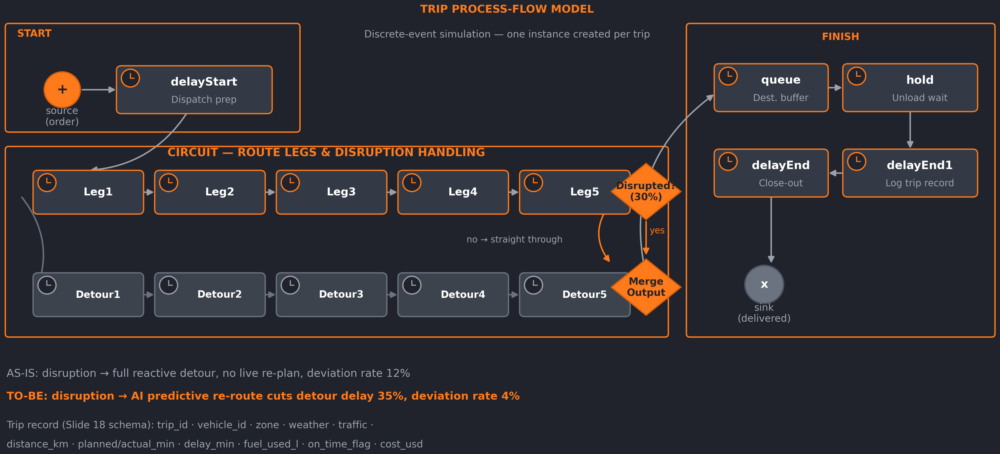 TRIP PROCESS-FLOW MODEL
Discrete-event simulation — one instance created per trip
START
+
source
(order)
delayStart
Dispatch prep
CIRCUIT — ROUTE LEGS & DISRUPTION HANDLING
Leg1
Leg2
Leg3
Leg4
Leg5
Disrupted?
(30%)
no → straight through
yes
Detour1
Detour2
Detour3
Detour4
Detour5
Merge
Output
FINISH
queue
Dest. buffer
hold
Unload wait
delayEnd
Close-out
delayEnd1
Log trip record
x
sink
(delivered)
AS-IS: disruption → full reactive detour, no live re-plan, deviation rate 12%
TO-BE: disruption → AI predictive re-route cuts detour delay 35%, deviation rate 4%
Trip record (Slide 18 schema): trip_id · vehicle_id · zone · weather · traffic ·
distance_km · planned/actual_min · delay_min · fuel_used_l · on_time_flag · cost_usd